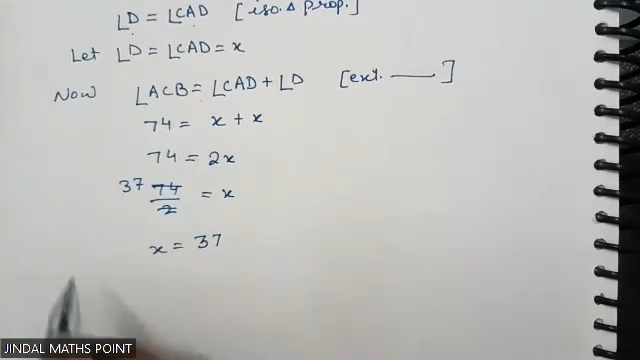 ∠D = ∠CAD [iso. Δ prop.]
Let ∠D = ∠CAD = x
Now ∠ACB = ∠CAD + ∠D [ext. ___ ]
74 = x + x
74 = 2x
37 74/2 = x
x = 37
JINDAL MATHS POINT